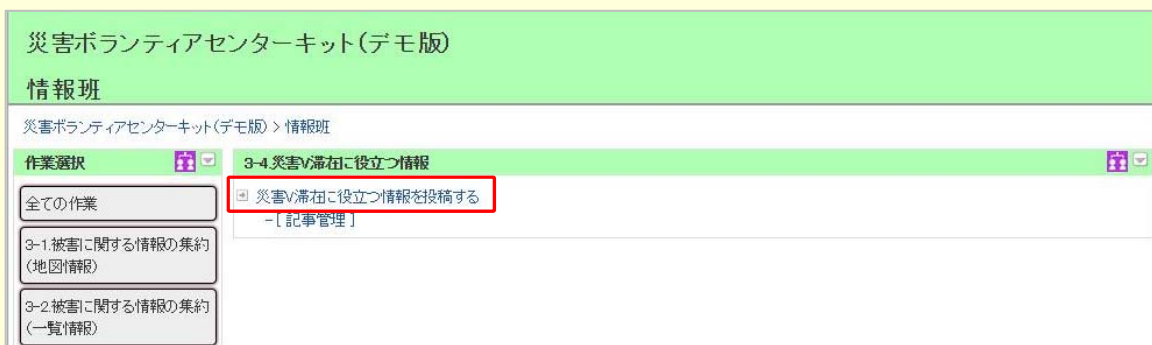 災害ボランティアセンターキット(デモ版)
情報班
災害ボランティアセンターキット(デモ版) > 情報班
作業選択
全ての作業
3-1.被害に関する情報の集約
(地図情報)
3-2.被害に関する情報の集約
(一覧情報)
3-4.災害V滞在に役立つ情報
災害V滞在に役立つ情報を投稿する
-[ 記事管理 ]